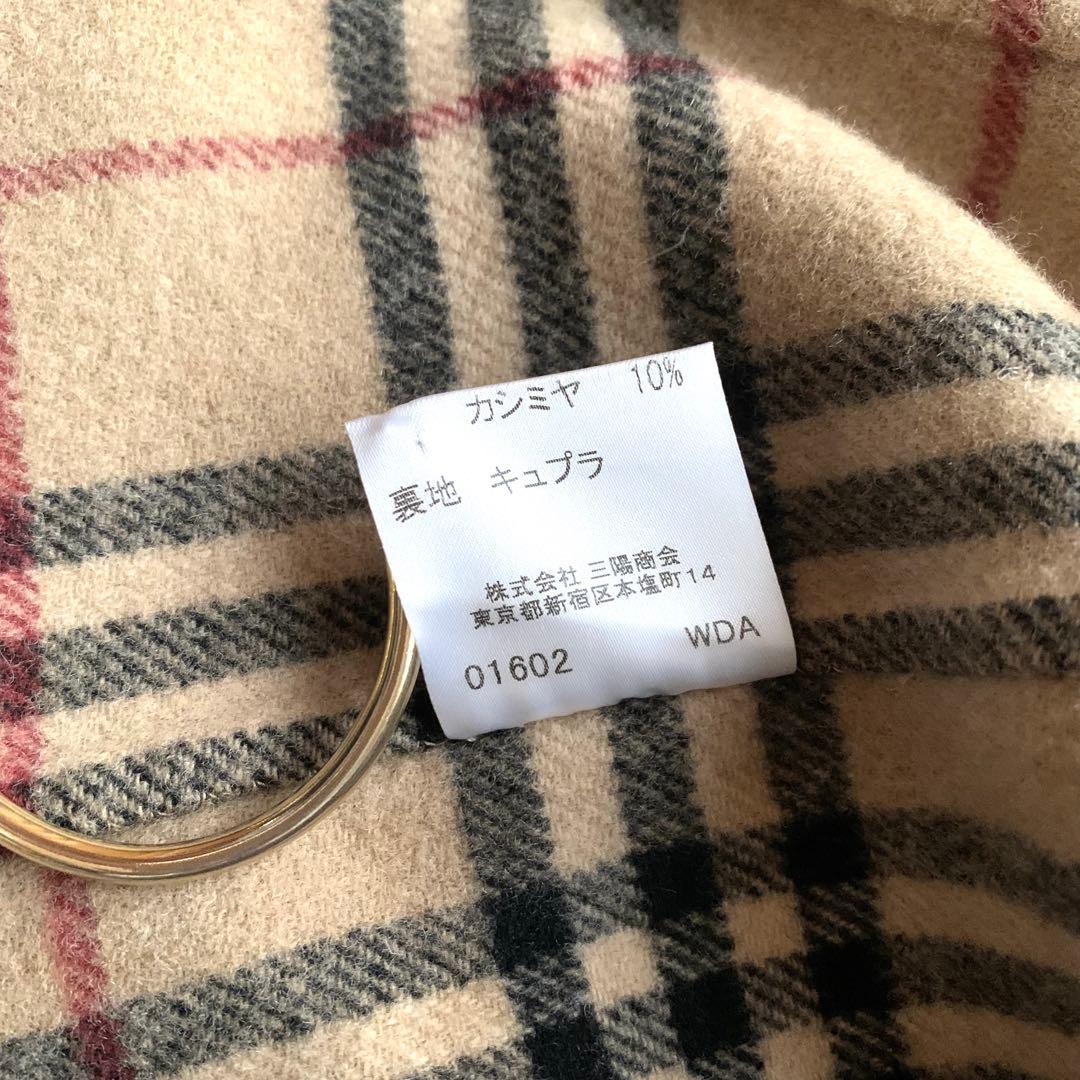 カシミヤ 10%
裏地 キュプラ
株式会社 三陽商会
東京都新宿区本塩町14
01602 WDA